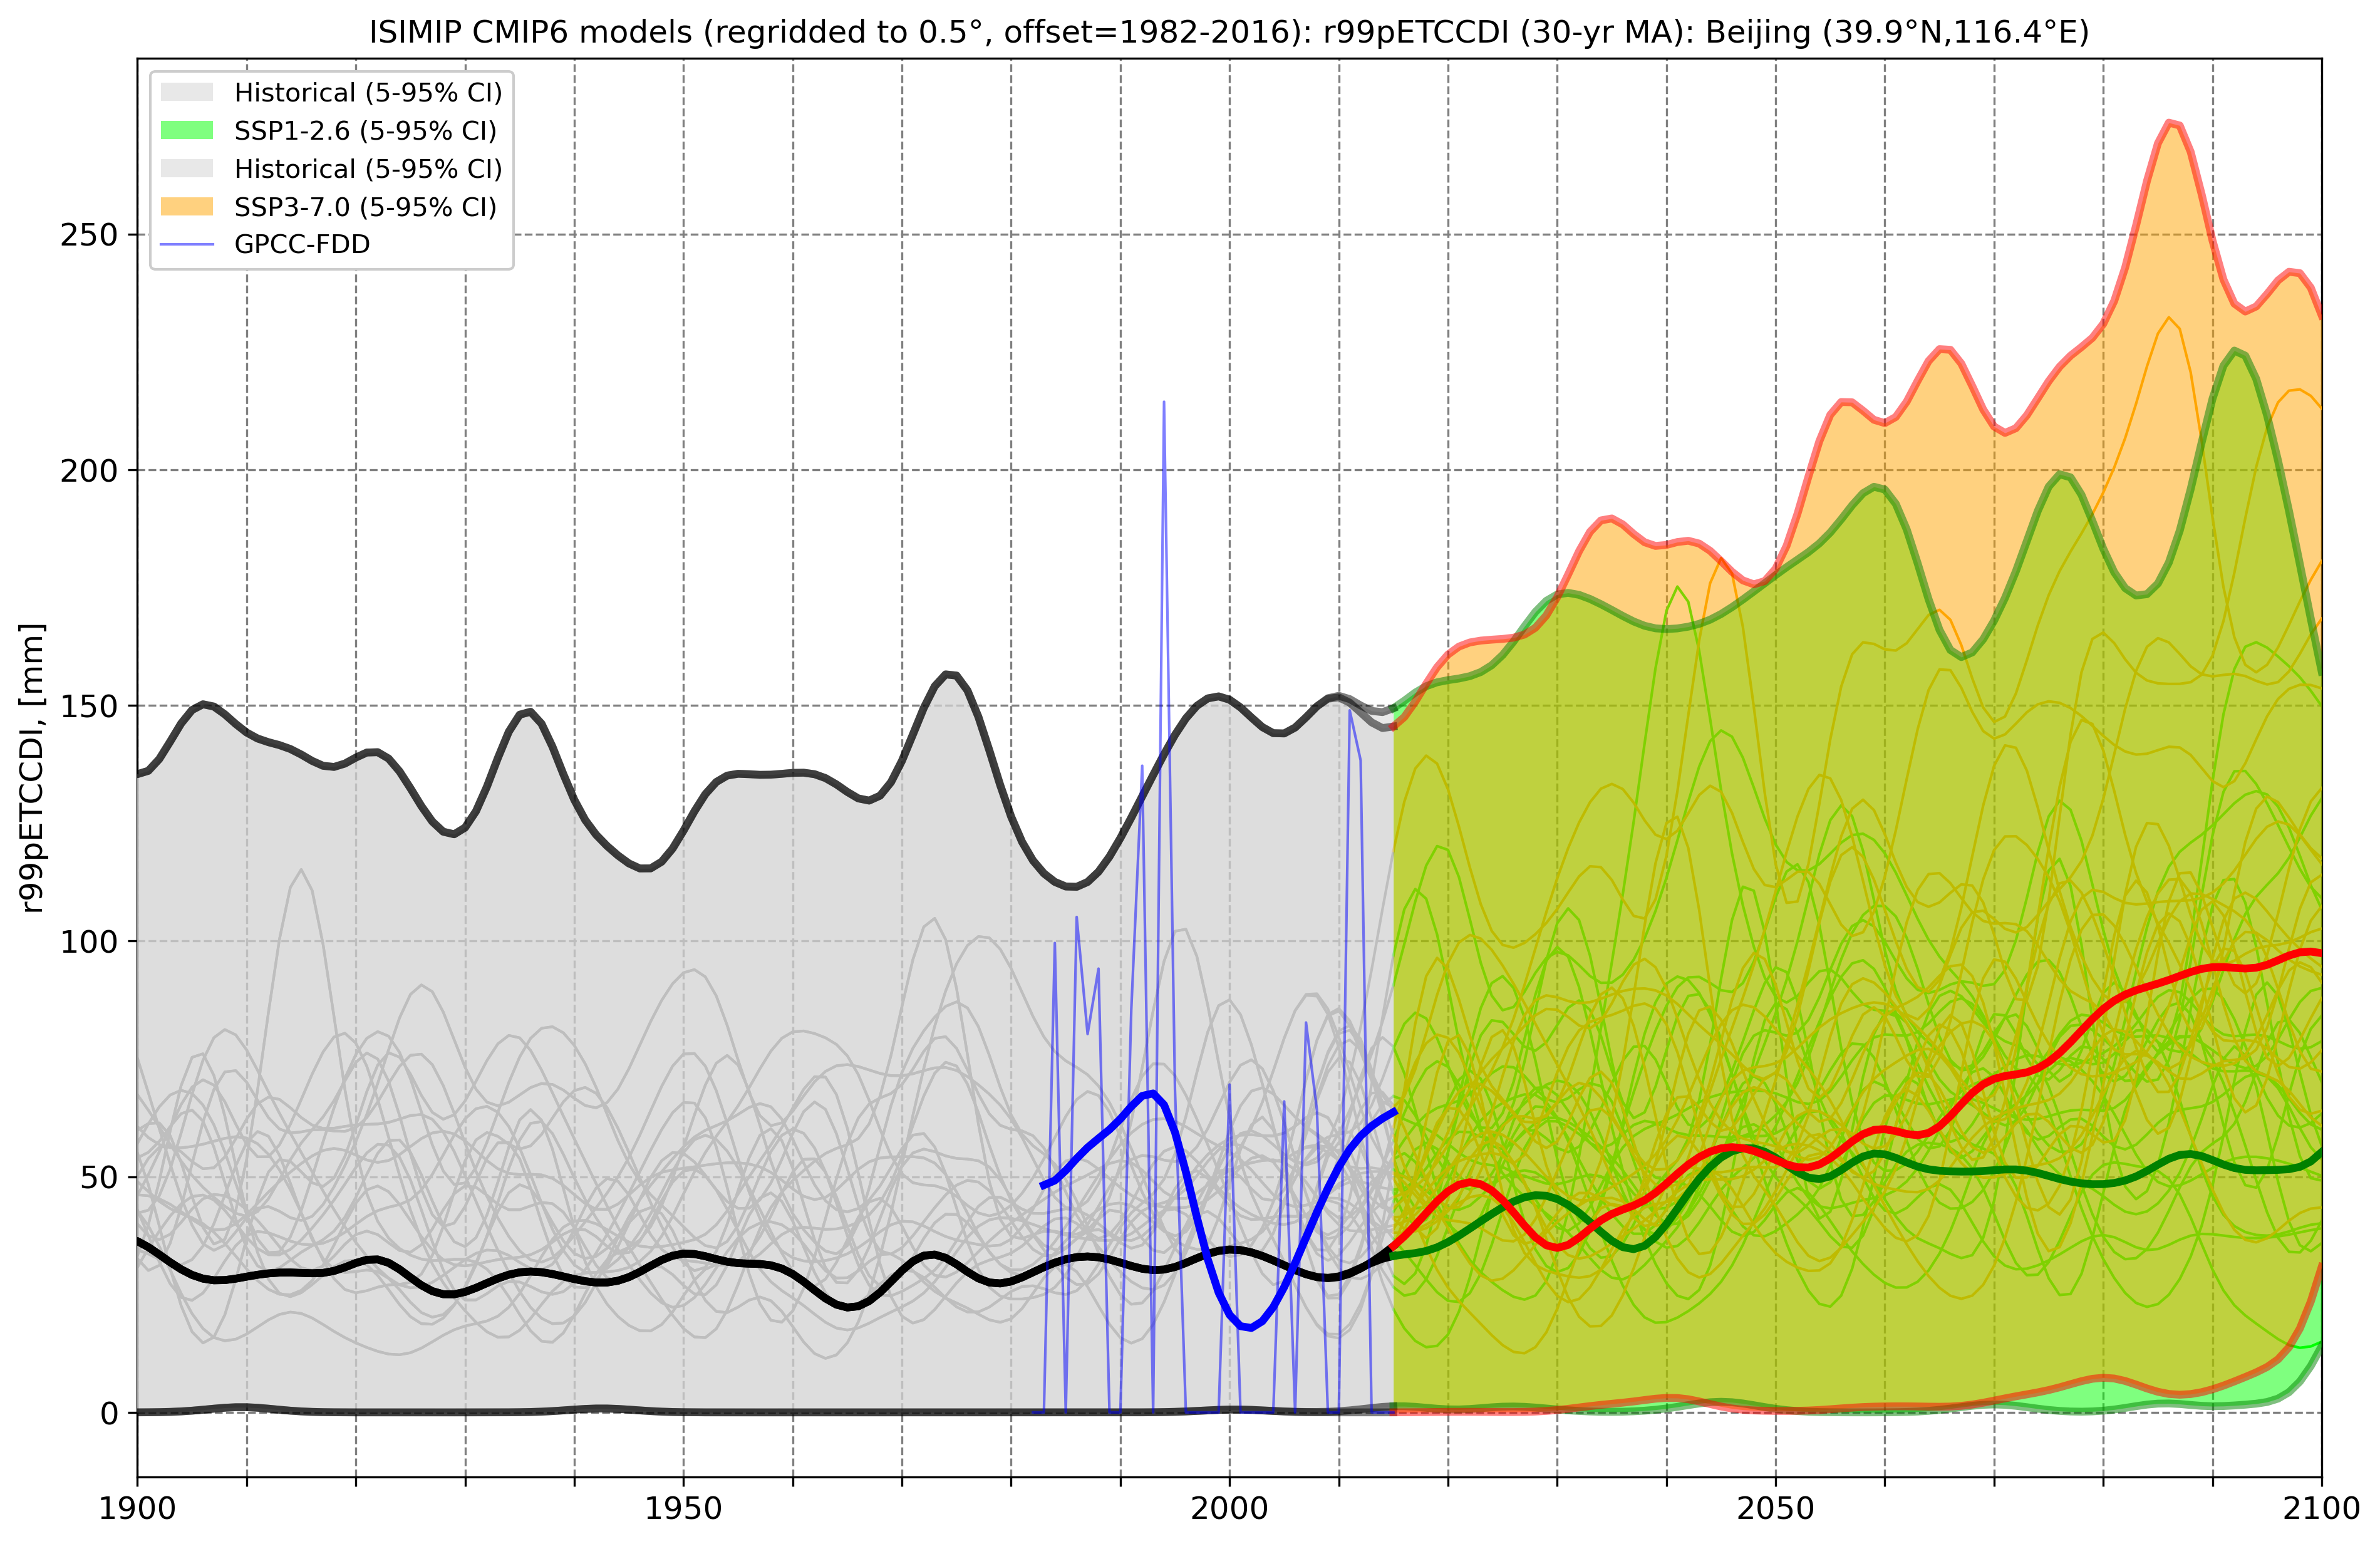 ISIMIP CMIP6 models (regridded to 0.5°, offset=1982-2016): r99pETCCDI (30-yr MA): Beijing (39.9°N,116.4°E)
Historical (5-95% CI)
SSP1-2.6 (5-95% CI)
Historical (5-95% CI)
SSP3-7.0 (5-95% CI)
GPCC-FDD
r99pETCCDI, [mm]
250
200
150
100
50
0
1900 1950 2000 2050 2100